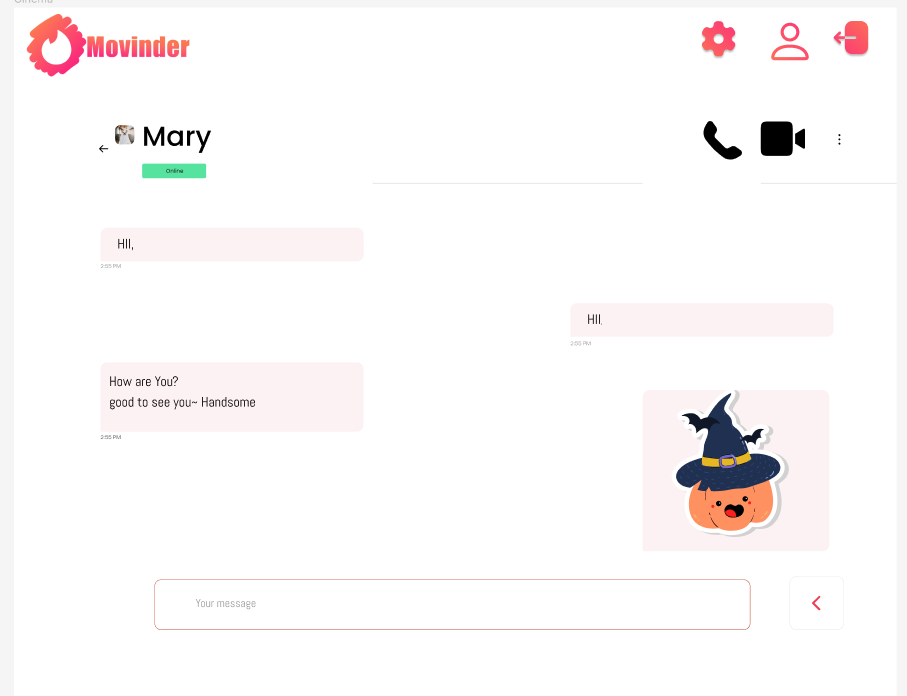 Cinema
Movinder
Mary
Online
HII,
2:55 PM
HII.
2:55 PM
How are You?
good to see you~ Handsome
2:55 PM
Your message